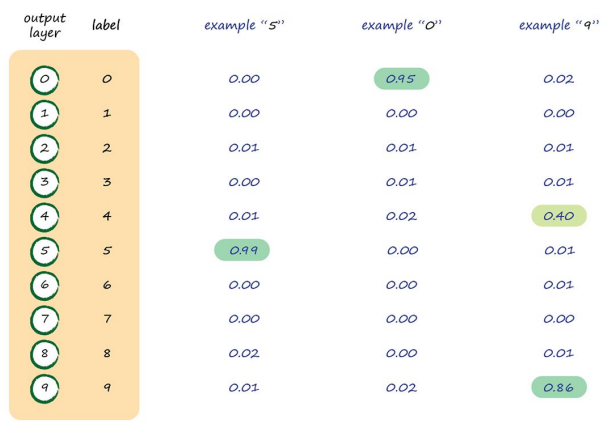 output layer label example "5" example "0" example "9"
0 0 0.00 0.95 0.02
1 1 0.00 0.00 0.00
2 2 0.01 0.01 0.01
3 3 0.00 0.01 0.01
4 4 0.01 0.02 0.40
5 5 0.99 0.00 0.01
6 6 0.00 0.00 0.01
7 7 0.00 0.00 0.00
8 8 0.02 0.00 0.01
9 9 0.01 0.02 0.86